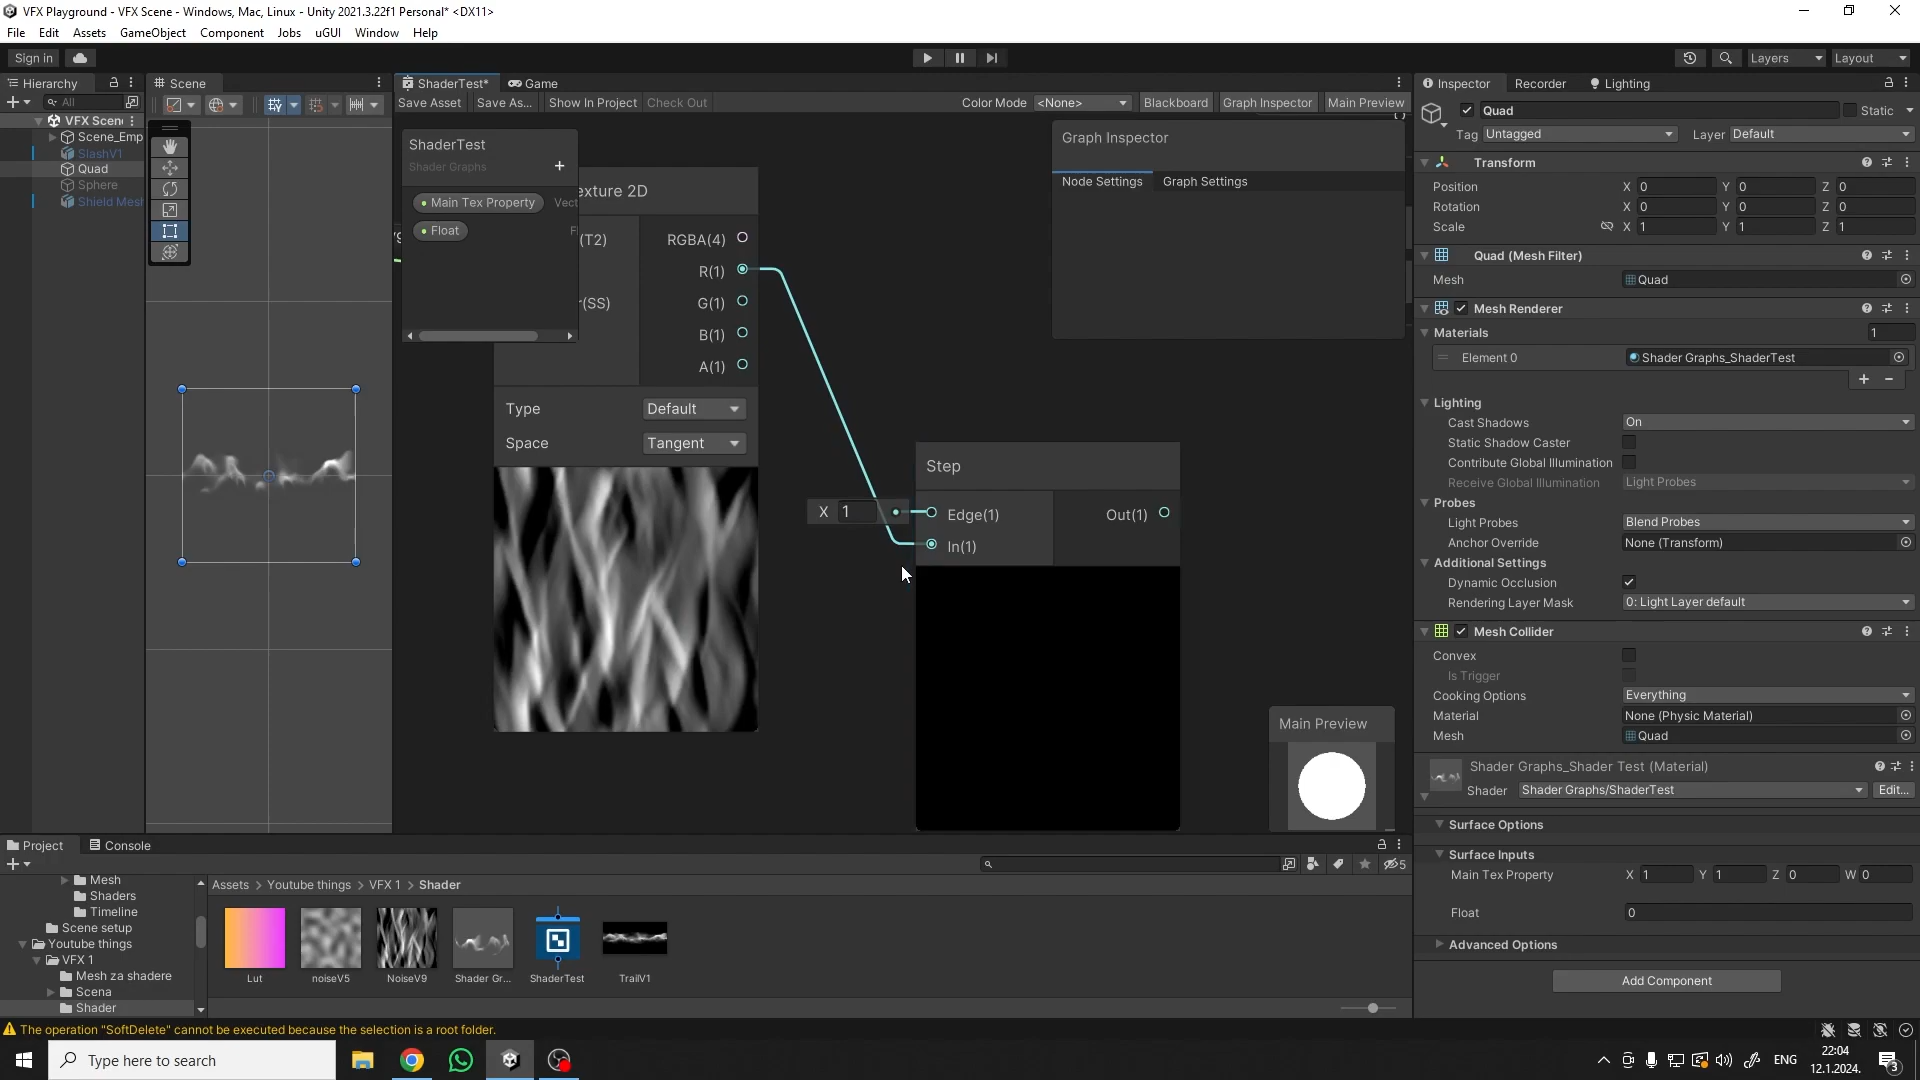 VFX Playground - VFX Scene - Windows, Mac, Linux - Unity 2021.3.22f1 Personal* <DX11>
File Edit Assets GameObject Component Jobs uGUI Window Help
Sign in
Layers
Layout
Hierarchy
All
VFX Scene
Scene_Emp
SlashV1
Quad
Sphere
Shield Mesh
Scene
ShaderTest*
Game
Save Asset Save As... Show In Project Check Out
Color Mode <None> Blackboard Graph Inspector Main Preview
ShaderTest
Shader Graphs
+
Main Tex Property Vect
Float
exture 2D
(T2)
(SS)
RGBA(4)
R(1)
G(1)
B(1)
A(1)
Type Default
Space Tangent
Step
X 1
Edge(1)
In(1)
Out(1)
Graph Inspector
Node Settings Graph Settings
Main Preview
Inspector Recorder Lighting
Quad Static
Tag Untagged Layer Default
Transform
Position X 0 Y 0 Z 0
Rotation X 0 Y 0 Z 0
Scale X 1 Y 1 Z 1
Quad (Mesh Filter)
Mesh Quad
Mesh Renderer
Materials 1
Element 0 Shader Graphs_ShaderTest
Lighting
Cast Shadows On
Static Shadow Caster
Contribute Global Illumination
Receive Global Illumination Light Probes
Probes
Light Probes Blend Probes
Anchor Override None (Transform)
Additional Settings
Dynamic Occlusion
Rendering Layer Mask 0: Light Layer default
Mesh Collider
Convex
Is Trigger
Cooking Options Everything
Material None (Physic Material)
Mesh Quad
Shader Graphs_Shader Test (Material)
Shader Shader Graphs/ShaderTest Edit...
Surface Options
Surface Inputs
Main Tex Property X 1 Y 1 Z 0 W 0
Float 0
Advanced Options
Add Component
Project Console
5
Mesh
Shaders
Timeline
Scene setup
Youtube things
VFX 1
Mesh za shadere
Scena
Shader
Assets > Youtube things > VFX 1 > Shader
Lut
noiseV5
NoiseV9
Shader Gr...
ShaderTest
TrailV1
The operation "SoftDelete" cannot be executed because the selection is a root folder.
Type here to search
ENG
22:04
12.1.2024.
3